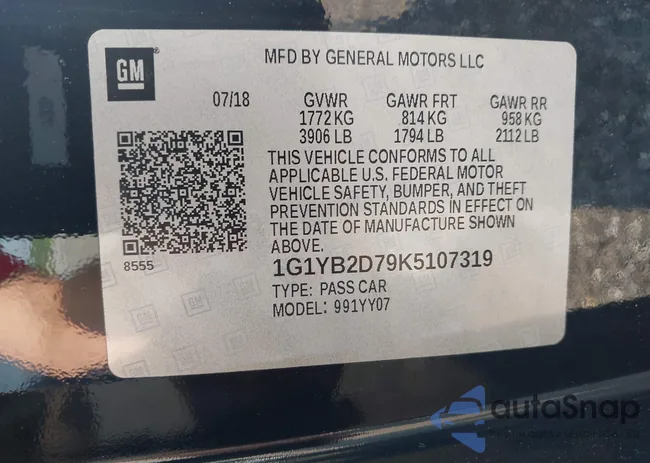 GM
MFD BY GENERAL MOTORS LLC
07/18 GVWR GAWR FRT GAWR RR
1772 KG 814 KG 958 KG
3906 LB 1794 LB 2112 LB
THIS VEHICLE CONFORMS TO ALL
APPLICABLE U.S. FEDERAL MOTOR
VEHICLE SAFETY, BUMPER, AND THEFT
PREVENTION STANDARDS IN EFFECT ON
THE DATE OF MANUFACTURE SHOWN
ABOVE.
8555
1G1YB2D79K5107319
TYPE: PASS CAR
MODEL: 991YY07
autaSnap